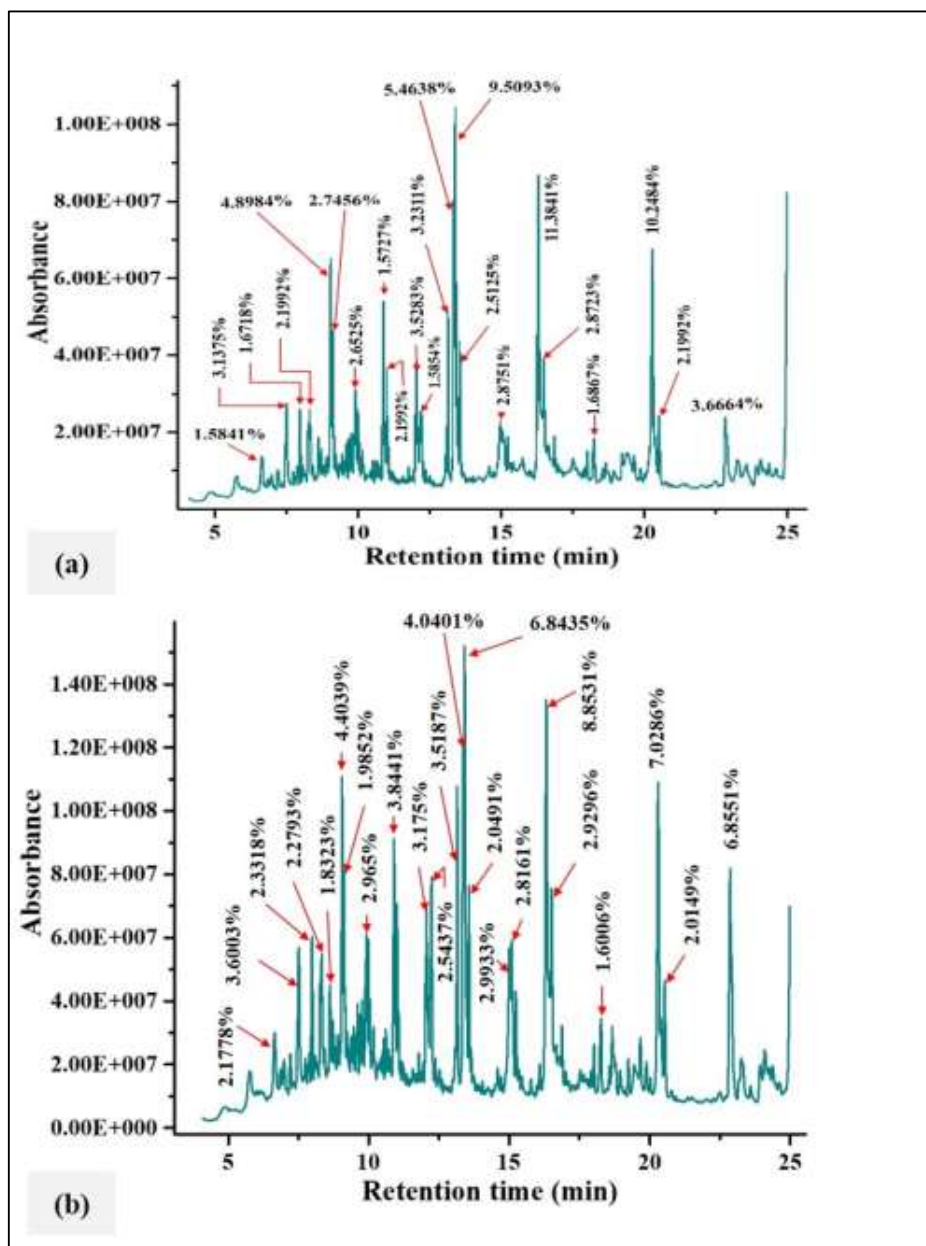 5.4638%
9.5093%
1.00E+008
8.00E+007
6.00E+007
4.00E+007
2.00E+007
Absorbance
1.5841%
3.1375%
1.6718%
2.1992%
4.8984%
2.7456%
2.6525%
1.5727%
2.1992%
3.5283%
1.5854%
3.2311%
2.5125%
2.8751%
11.3841%
2.8723%
1.6867%
10.2484%
2.1992%
3.6664%
5
10
15
20
25
Retention time (min)
(a)
4.0401%
6.8435%
1.40E+008
1.20E+008
1.00E+008
8.00E+007
6.00E+007
4.00E+007
2.00E+007
0.00E+000
Absorbance
2.1778%
3.6003%
2.3318%
2.2793%
1.8323%
4.4039%
1.9852%
2.965%
3.8441%
3.175%
3.5187%
2.5437%
2.0491%
2.9933%
2.8161%
8.8531%
2.9296%
1.6006%
7.0286%
2.0149%
6.8551%
5
10
15
20
25
Retention time (min)
(b)